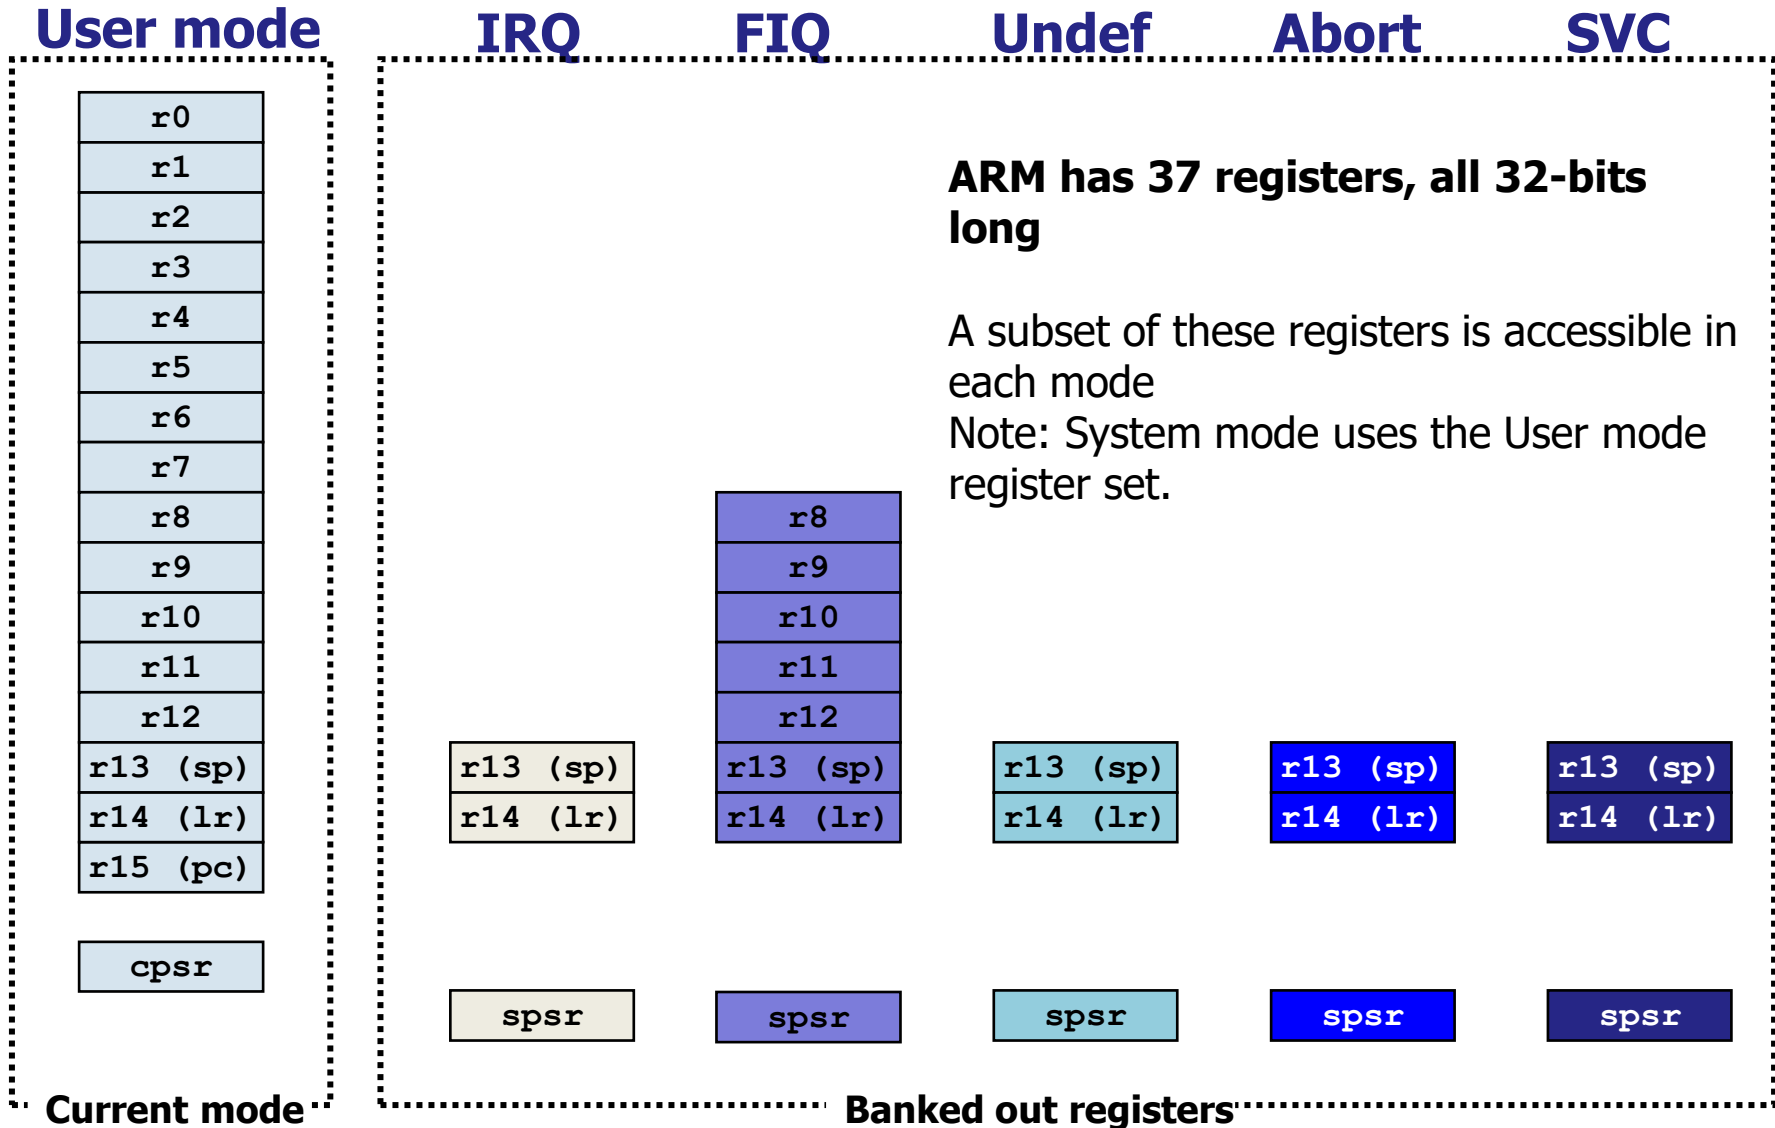 User mode
IRQ
FIQ
Undef
Abort
SVC
r0
r1
r2
r3
r4
r5
r6
r7
r8
r9
r10
r11
r12
r13 (sp)
r14 (lr)
r15 (pc)
cpsr
Current mode
r13 (sp)
r14 (lr)
spsr
r8
r9
r10
r11
r12
r13 (sp)
r14 (lr)
spsr
ARM has 37 registers, all 32-bits
long
A subset of these registers is accessible in
each mode
Note: System mode uses the User mode
register set.
r13 (sp)
r14 (lr)
spsr
r13 (sp)
r14 (lr)
spsr
r13 (sp)
r14 (lr)
spsr
Banked out registers